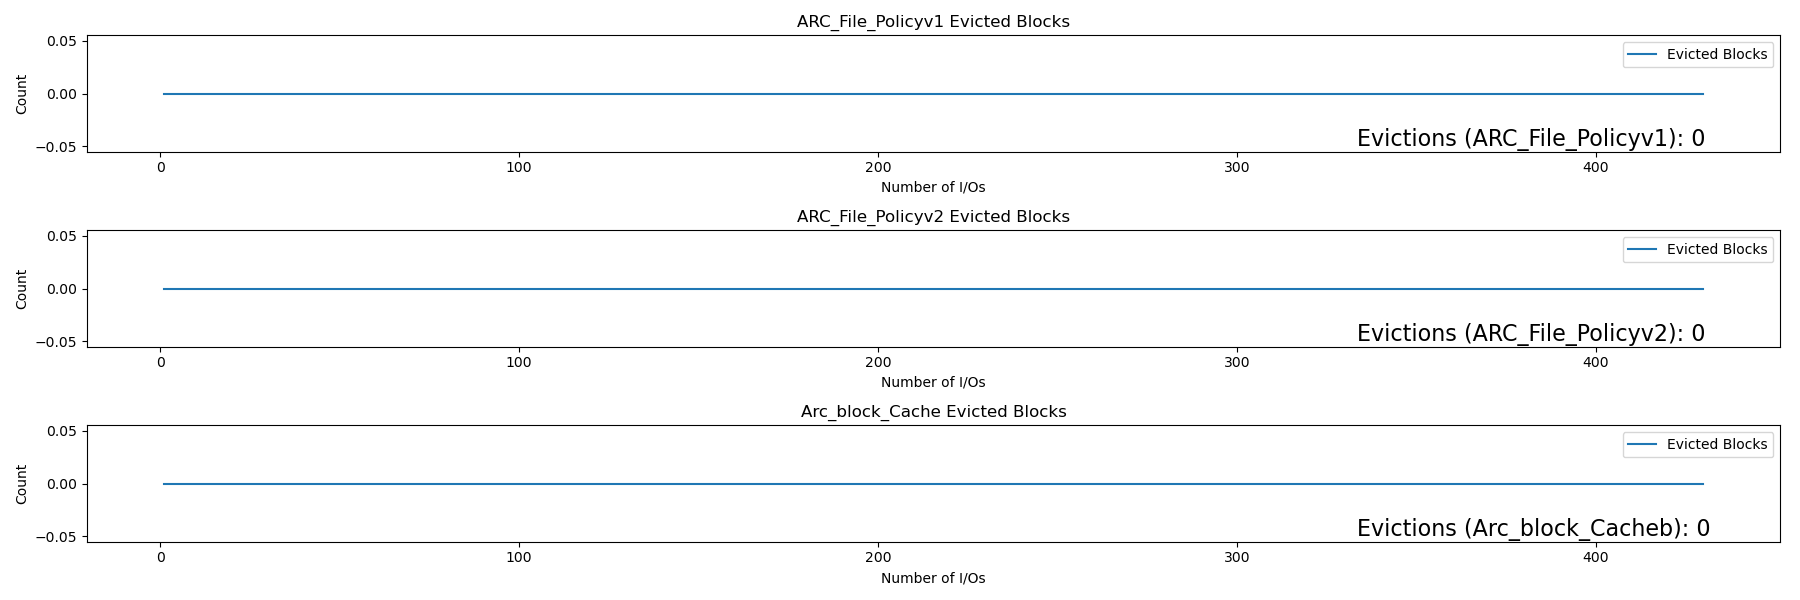 ARC_File_Policyv1 Evicted Blocks
0.05
Evicted Blocks
Count
0.00
Evictions (ARC_File_Policyv1): 0
−0.05
0 100 200 300 400
Number of I/Os
ARC_File_Policyv2 Evicted Blocks
0.05
Evicted Blocks
Count
0.00
Evictions (ARC_File_Policyv2): 0
−0.05
0 100 200 300 400
Number of I/Os
Arc_block_Cache Evicted Blocks
0.05
Evicted Blocks
Count
0.00
Evictions (Arc_block_Cacheb): 0
−0.05
0 100 200 300 400
Number of I/Os